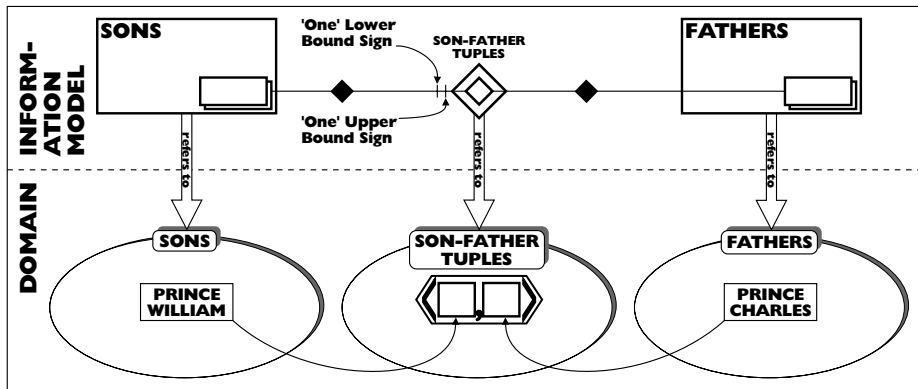 INFORM-
ATION
MODEL
SONS
'One' Lower
Bound Sign
SON-FATHER
TUPLES
FATHERS
'One' Upper
Bound Sign
refers to
refers to
refers to
DOMAIN
SONS
SON-FATHER
TUPLES
FATHERS
PRINCE
WILLIAM
,
PRINCE
CHARLES